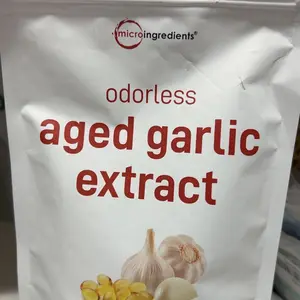 microingredients®
odorless
aged garlic
extract